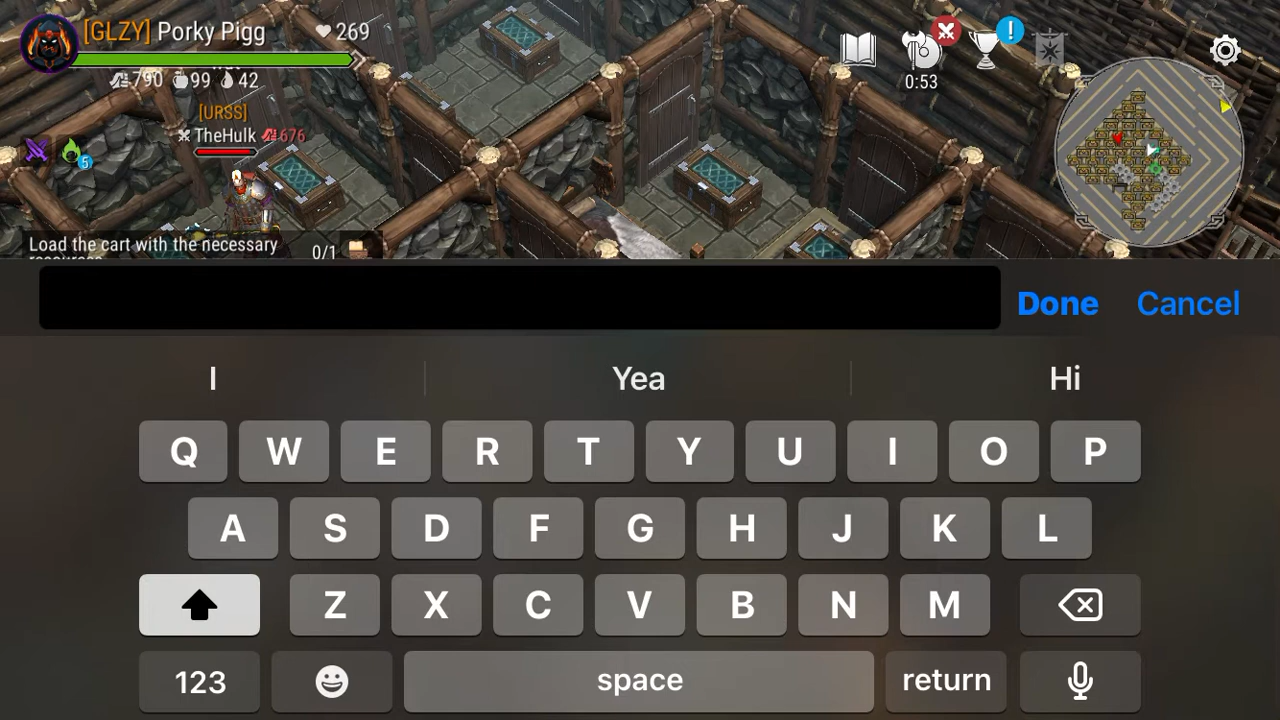 [GLZY] Porky Pigg 269
790 99 42
0:53
[URSS]
TheHulk 676
5
Load the cart with the necessary
0/1
Done Cancel
I Yea Hi
Q W E R T Y U I O P
A S D F G H J K L
Z X C V B N M
123 space return